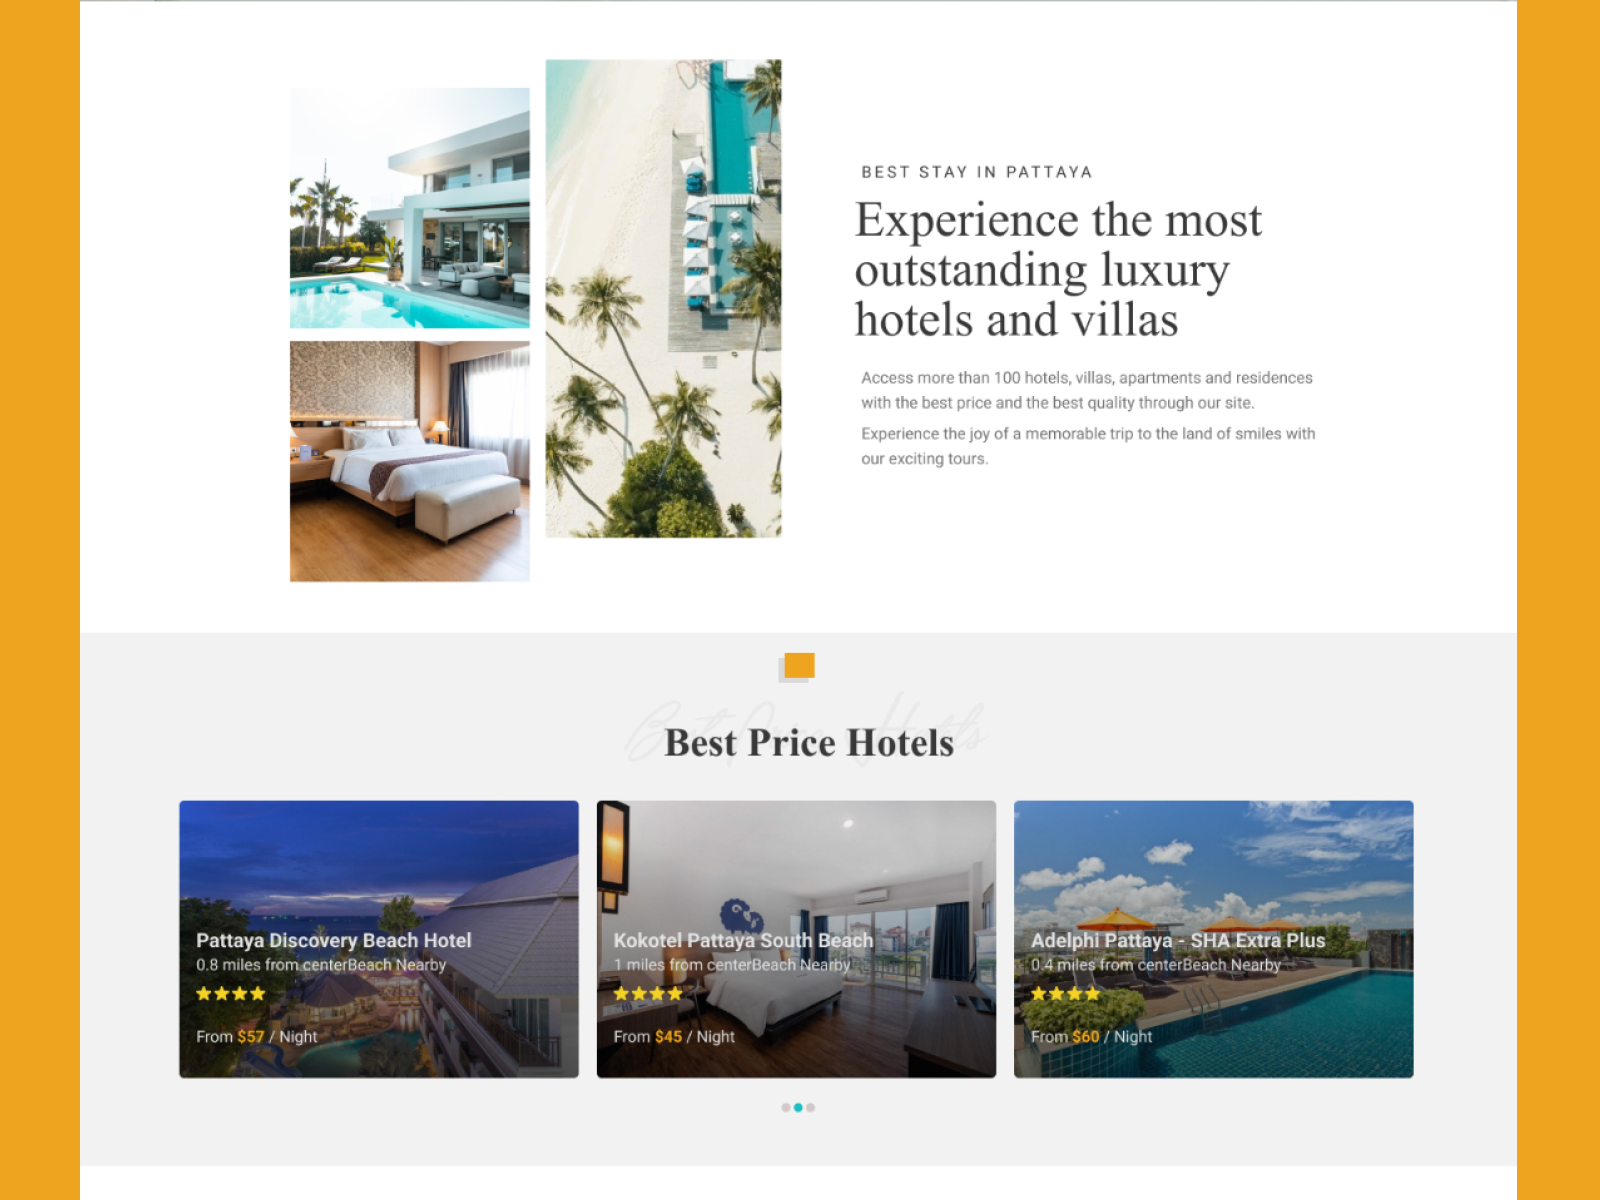 BEST STAY IN PATTAYA
Experience the most
outstanding luxury
hotels and villas
Access more than 100 hotels, villas, apartments and residences
with the best price and the best quality through our site.
Experience the joy of a memorable trip to the land of smiles with
our exciting tours.
Best Price Hotels
Best Price Hotels
Pattaya Discovery Beach Hotel
0.8 miles from centerBeach Nearby
From $57 / Night
Kokotel Pattaya South Beach
1 miles from centerBeach Nearby
From $45 / Night
Adelphi Pattaya - SHA Extra Plus
0.4 miles from centerBeach Nearby
From $60 / Night